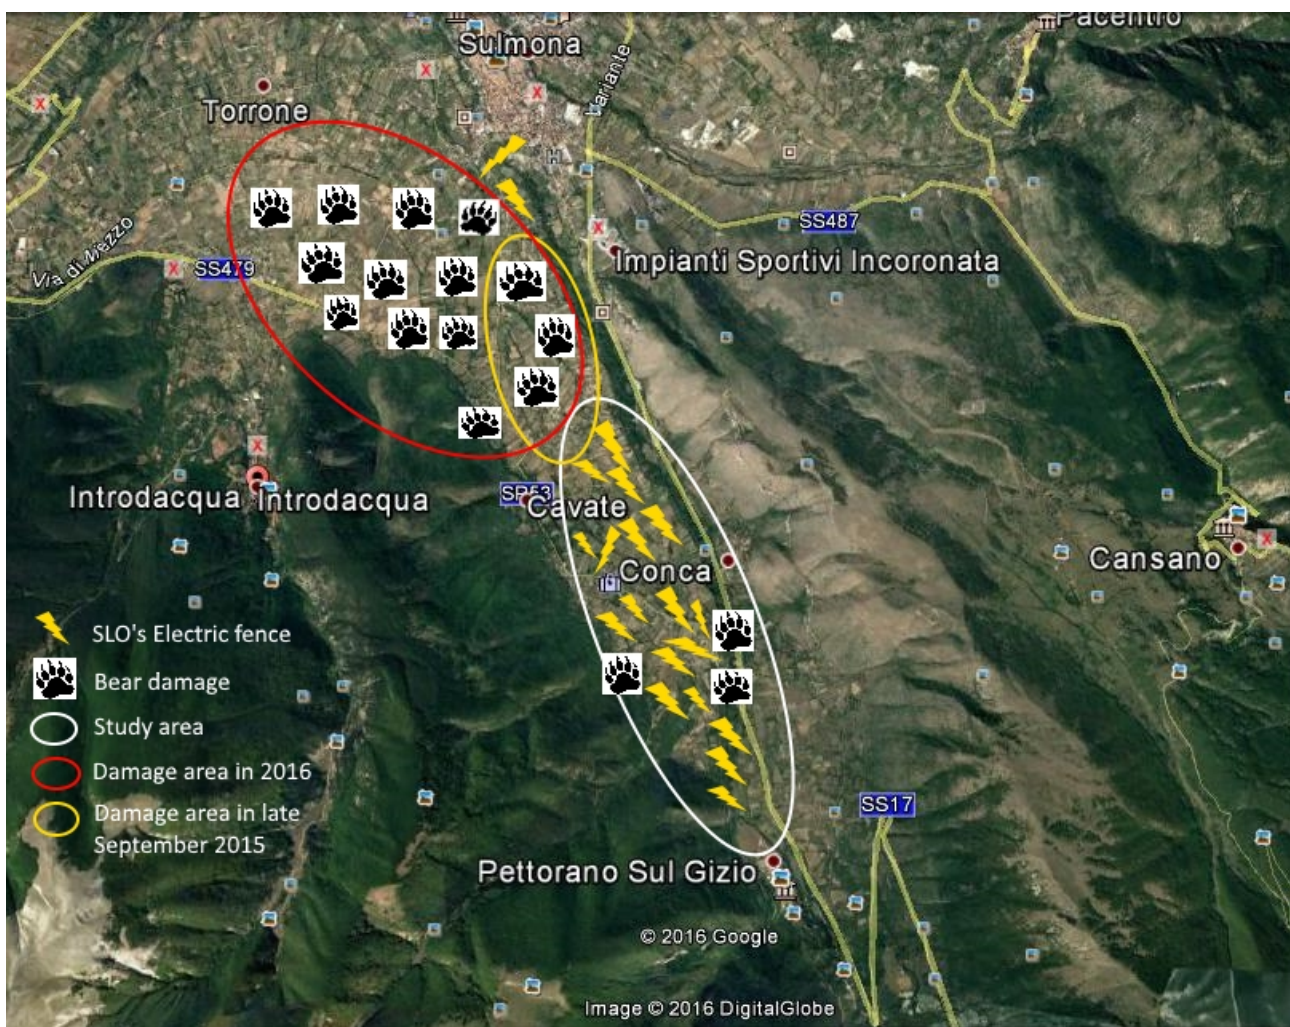 Pacentro
Sulmona
Variante
Torrone
H
SS487
Via di Mezzo
SS479
Impianti Sportivi Incoronata
Introdacqua
Introdacqua
SP53
Cavate
Conca
Cansano
SLO's Electric fence
Bear damage
Study area
Damage area in 2016
Damage area in late
September 2015
SS17
Pettorano Sul Gizio
© 2016 Google
Image © 2016 DigitalGlobe